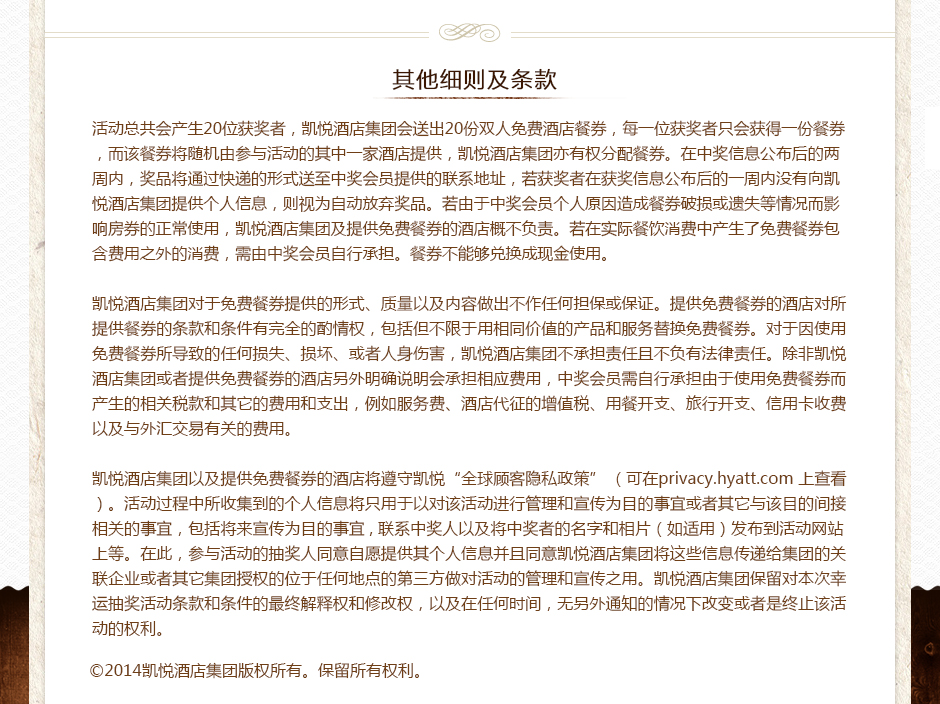 其他细则及条款
活动总共会产生20位获奖者，凯悦酒店集团会送出20份双人免费酒店餐券，每一位获奖者只会获得一份餐券
，而该餐券将随机由参与活动的其中一家酒店提供，凯悦酒店集团亦有权分配餐券。在中奖信息公布后的两
周内，奖品将通过快递的形式送至中奖会员提供的联系地址，若获奖者在获奖信息公布后的一周内没有向凯
悦酒店集团提供个人信息，则视为自动放弃奖品。若由于中奖会员个人原因造成餐券破损或遗失等情况而影
响房券的正常使用，凯悦酒店集团及提供免费餐券的酒店概不负责。若在实际餐饮消费中产生了免费餐券包
含费用之外的消费，需由中奖会员自行承担。餐券不能够兑换成现金使用。
凯悦酒店集团对于免费餐券提供的形式、质量以及内容做出不作任何担保或保证。提供免费餐券的酒店对所
提供餐券的条款和条件有完全的酌情权，包括但不限于用相同价值的产品和服务替换免费餐券。对于因使用
免费餐券所导致的任何损失、损坏、或者人身伤害，凯悦酒店集团不承担责任且不负有法律责任。除非凯悦
酒店集团或者提供免费餐券的酒店另外明确说明会承担相应费用，中奖会员需自行承担由于使用免费餐券而
产生的相关税款和其它的费用和支出，例如服务费、酒店代征的增值税、用餐开支、旅行开支、信用卡收费
以及与外汇交易有关的费用。
凯悦酒店集团以及提供免费餐券的酒店将遵守凯悦“全球顾客隐私政策”（可在privacy.hyatt.com 上查看
）。活动过程中所收集到的个人信息将只用于以对该活动进行管理和宣传为目的事宜或者其它与该目的间接
相关的事宜，包括将来宣传为目的事宜，联系中奖人以及将中奖者的名字和相片（如适用）发布到活动网站
上等。在此，参与活动的抽奖人同意自愿提供其个人信息并且同意凯悦酒店集团将这些信息传递给集团的关
联企业或者其它集团授权的位于任何地点的第三方做对活动的管理和宣传之用。凯悦酒店集团保留对本次幸
运抽奖活动条款和条件的最终解释权和修改权，以及在任何时间，无另外通知的情况下改变或者是终止该活
动的权利。
©2014凯悦酒店集团版权所有。保留所有权利。